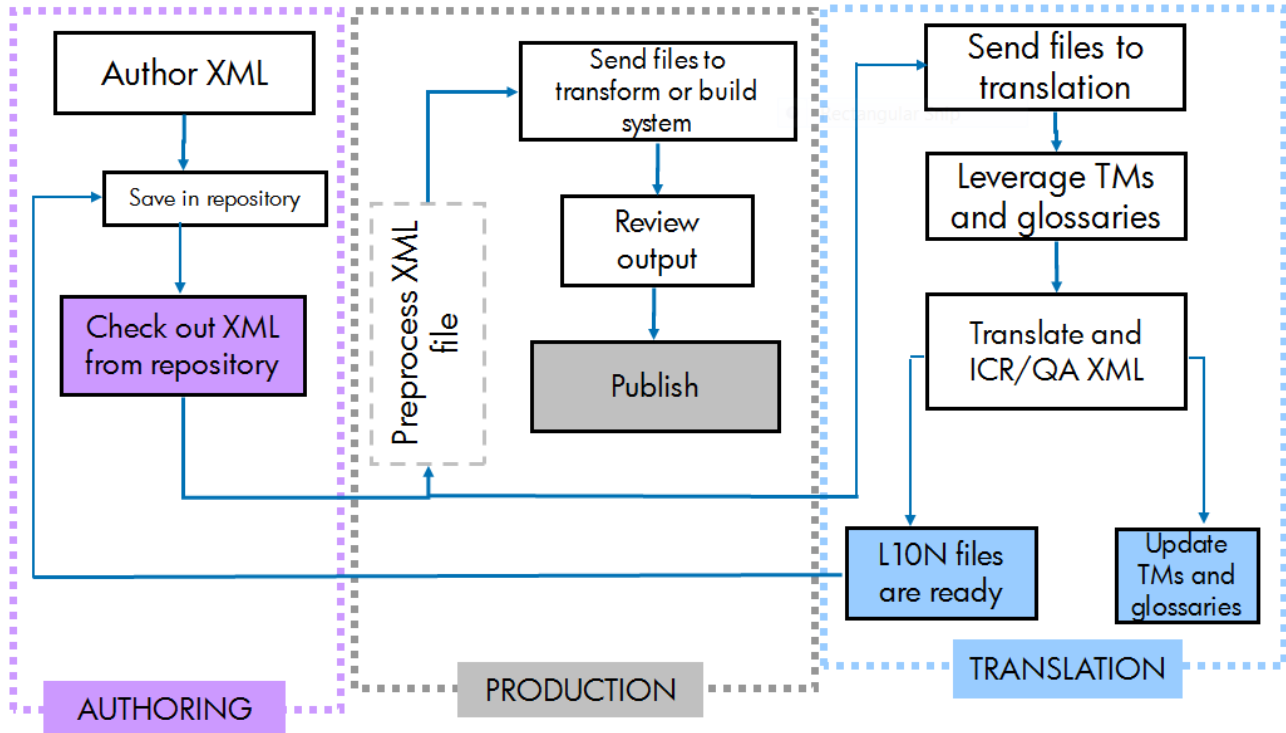 Author XML
Save in repository
Check out XML
from repository
AUTHORING
Preprocess XML
file
Send files to
transform or build
system
Review
output
Publish
PRODUCTION
Send files to
translation
Leverage TMs
and glossaries
Translate and
ICR/QA XML
L10N files
are ready
Update
TMs and
glossaries
TRANSLATION